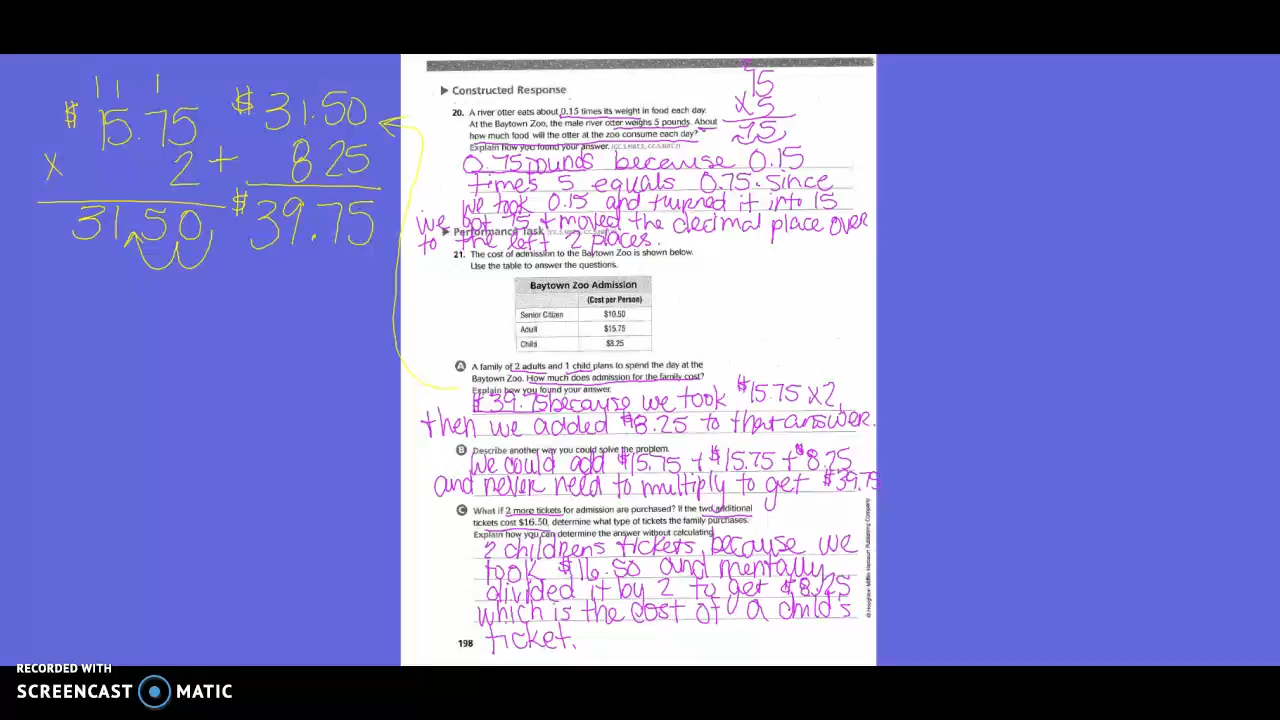 11 1
$ 15.75
x 2
31.50
$ 31.50
+ 8.25
$ 39.75
▶ Constructed Response
15
x 5
.75
20. A river otter eats about 0.15 times its weight in food each day.
At the Baytown Zoo, the male river otter weighs 5 pounds. About
how much food will the otter at the zoo consume each day?
Explain how you found your answer.
0.75 pounds because 0.15
times 5 equals 0.75. Since
we took 0.15 and turned it into 15
we got 75 + moved the decimal place over
to the left 2 places.
▶ Performance Task
21. The cost of admission to the Baytown Zoo is shown below.
Use the table to answer the questions.
Baytown Zoo Admission
(Cost per Person)
Senior Citizen $10.50
Adult $15.75
Child $8.25
A A family of 2 adults and 1 child plans to spend the day at the
Baytown Zoo. How much does admission for the family cost?
Explain how you found your answer.
$39.75 because we took $15.75 x2,
then we added $8.25 to that answer.
B Describe another way you could solve the problem.
We could add $15.75 + $15.75 + $8.25
and never need to multiply to get $39.75
C What if 2 more tickets for admission are purchased? If the two additional
tickets cost $16.50, determine what type of tickets the family purchases.
Explain how you can determine the answer without calculating.
2 childrens tickets, because we
took $16.50 and mentally
divided it by 2 to get $8.25
which is the cost of a child's
ticket.
© Houghton Mifflin Harcourt Publishing Company
198
RECORDED WITH
SCREENCAST MATIC